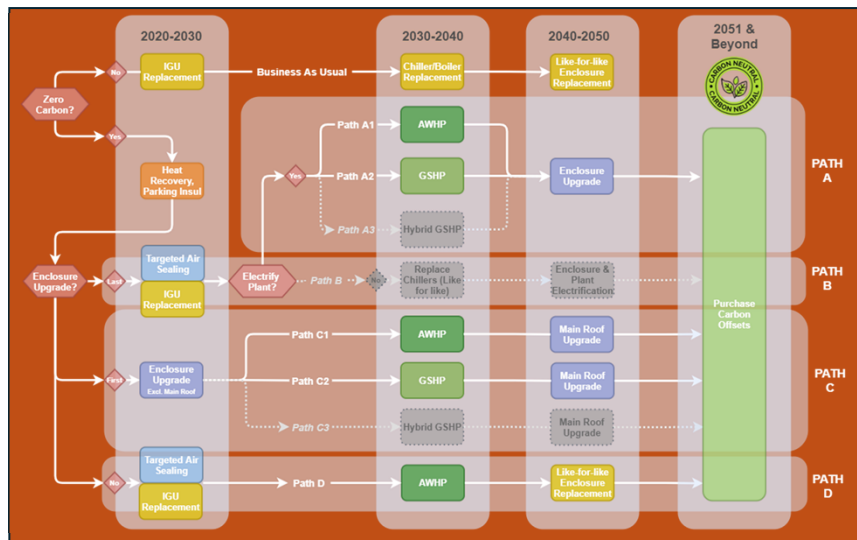 2020-2030
2030-2040
2040-2050
2051 &
Beyond
CARBON NEUTRAL
CARBON NEUTRAL
Zero
Carbon?
No
IGU
Replacement
Business As Usual
Chiller/Boiler
Replacement
Like-for-like
Enclosure
Replacement
Yes
Heat
Recovery,
Parking Insul
Yes
Path A1
AWHP
Path A2
GSHP
Path A3
Hybrid GSHP
Enclosure
Upgrade
PATH
A
Enclosure
Upgrade?
Last
Targeted Air
Sealing
IGU
Replacement
Electrify
Plant?
Path B
No
Replace
Chillers (Like
for like)
Enclosure &
Plant
Electrification
PATH
B
Purchase
Carbon
Offsets
First
Enclosure
Upgrade
Excl. Main Roof
Path C1
AWHP
Main Roof
Upgrade
Path C2
GSHP
Main Roof
Upgrade
Path C3
Hybrid GSHP
Main Roof
Upgrade
PATH
C
No
Targeted Air
Sealing
IGU
Replacement
Path D
AWHP
Like-for-like
Enclosure
Replacement
PATH
D